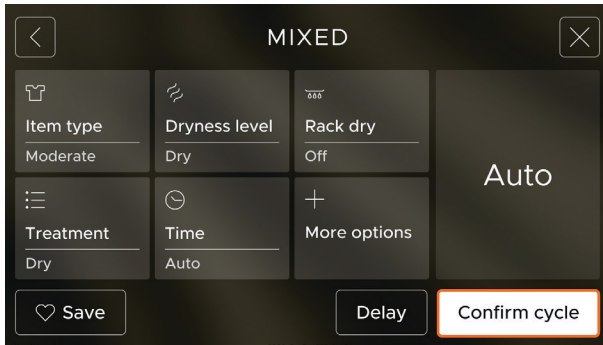 MIXED
Item type
Moderate
Dryness level
Dry
Rack dry
Off
Auto
Treatment
Dry
Time
Auto
More options
Save
Delay
Confirm cycle